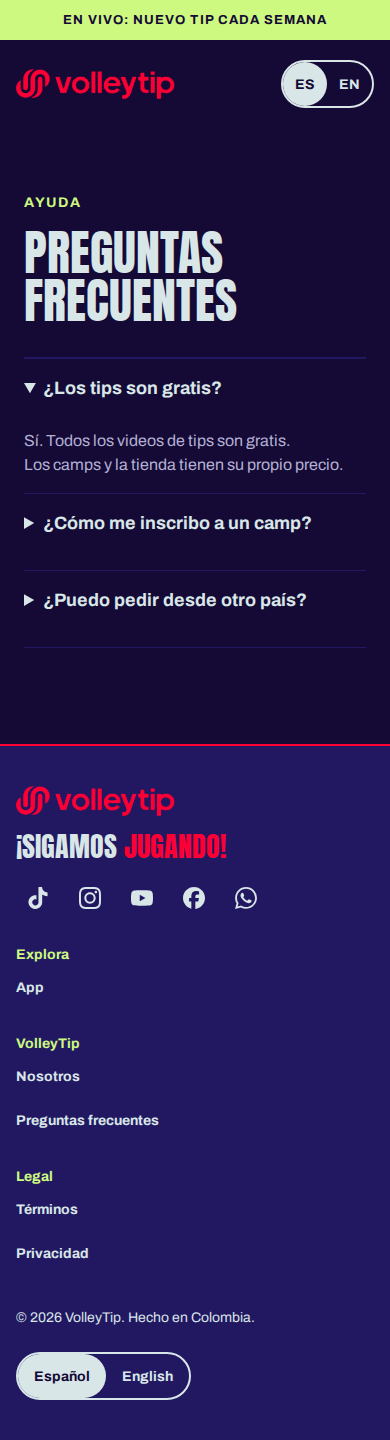 EN VIVO: NUEVO TIP CADA SEMANA
volleytip
ES EN
AYUDA
PREGUNTAS
FRECUENTES
¿Los tips son gratis?
Sí. Todos los videos de tips son gratis.
Los camps y la tienda tienen su propio precio.
¿Cómo me inscribo a un camp?
¿Puedo pedir desde otro país?
volleytip
¡SIGAMOS JUGANDO!
Explora
App
VolleyTip
Nosotros
Preguntas frecuentes
Legal
Términos
Privacidad
© 2026 VolleyTip. Hecho en Colombia.
Español English